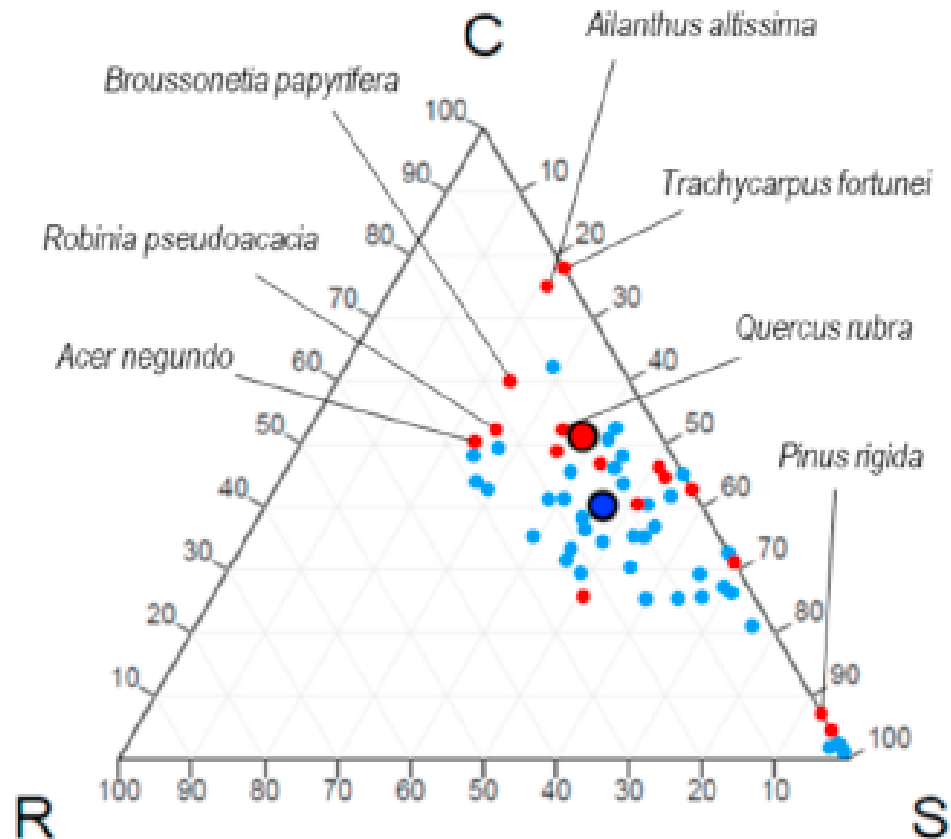 C
Ailanthus altissima
Broussonetia papyrifera
100
90
10
Trachycarpus fortunei
Robinia pseudoacacia
80
20
70
30
Quercus rubra
Acer negundo
60
40
50
50
Pinus rigida
40
60
30
70
20
80
10
90
100
100 90 80 70 60 50 40 30 20 10
R
S